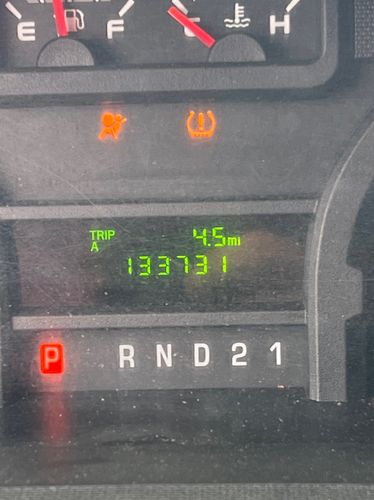 E F C H
TRIP 4.5mi
A
133731
P R N D 2 1